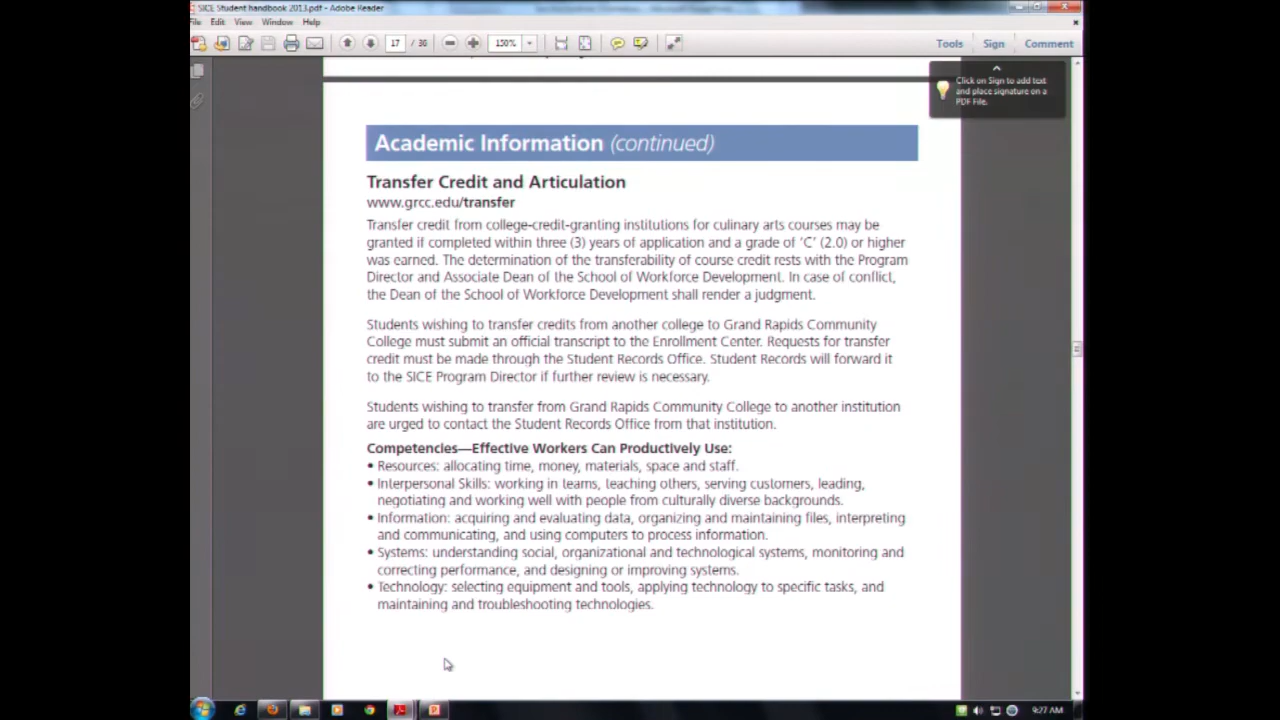 SICE Student handbook 2013.pdf - Adobe Reader
File Edit View Window Help
17 / 36 150% Tools Sign Comment
Click on Sign to add text
and place signature on a
PDF File.
Academic Information (continued)
Transfer Credit and Articulation
www.grcc.edu/transfer
Transfer credit from college-credit-granting institutions for culinary arts courses may be
granted if completed within three (3) years of application and a grade of ‘C’ (2.0) or higher
was earned. The determination of the transferability of course credit rests with the Program
Director and Associate Dean of the School of Workforce Development. In case of conflict,
the Dean of the School of Workforce Development shall render a judgment.
Students wishing to transfer credits from another college to Grand Rapids Community
College must submit an official transcript to the Enrollment Center. Requests for transfer
credit must be made through the Student Records Office. Student Records will forward it
to the SICE Program Director if further review is necessary.
Students wishing to transfer from Grand Rapids Community College to another institution
are urged to contact the Student Records Office from that institution.
Competencies—Effective Workers Can Productively Use:
• Resources: allocating time, money, materials, space and staff.
• Interpersonal Skills: working in teams, teaching others, serving customers, leading,
negotiating and working well with people from culturally diverse backgrounds.
• Information: acquiring and evaluating data, organizing and maintaining files, interpreting
and communicating, and using computers to process information.
• Systems: understanding social, organizational and technological systems, monitoring and
correcting performance, and designing or improving systems.
• Technology: selecting equipment and tools, applying technology to specific tasks, and
maintaining and troubleshooting technologies.
9:27 AM